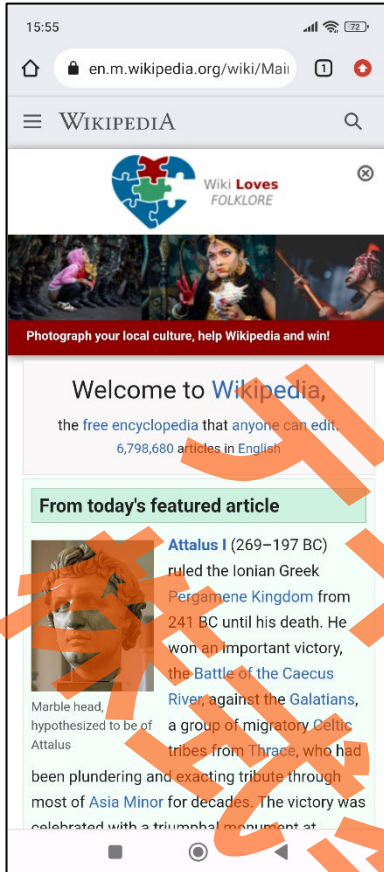 15:55
72
en.m.wikipedia.org/wiki/Mai
1
WIKIPEDIA
Wiki Loves
FOLKLORE
Photograph your local culture, help Wikipedia and win!
Welcome to Wikipedia,
the free encyclopedia that anyone can edit.
6,798,680 articles in English
From today's featured article
Attalus I (269–197 BC)
ruled the Ionian Greek
Pergamene Kingdom from
241 BC until his death. He
won an important victory,
the Battle of the Caecus
River, against the Galatians,
a group of migratory Celtic
tribes from Thrace, who had
Marble head,
hypothesized to be of
Attalus
been plundering and exacting tribute through
most of Asia Minor for decades. The victory was
celebrated with a triumphal monument at